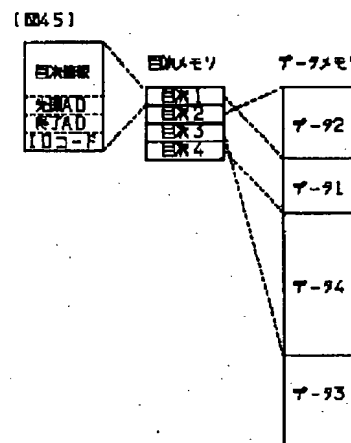 [図45]
目次情報
先頭AD
終了AD
IDコード
目次メモリ
目次1
目次2
目次3
目次4
データメモリ
データ2
データ1
データ4
データ3